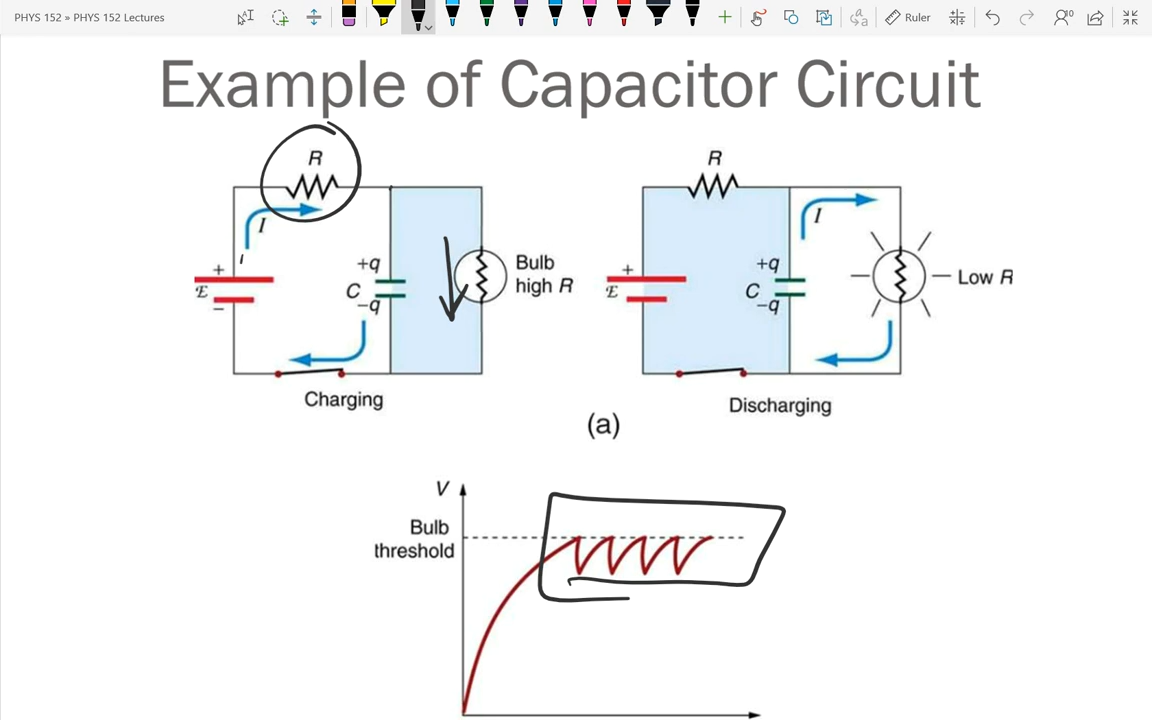 PHYS 152 » PHYS 152 Lectures
Ruler
Example of Capacitor Circuit
R
I
+
ℰ
−
+q
C
−q
Bulb
high R
Charging
R
I
+
ℰ
+q
C
−q
Low R
Discharging
(a)
V
Bulb
threshold